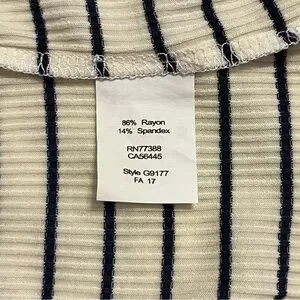 86% Rayon
14% Spandex
RN77388
CA56445
Style G9177
FA 17